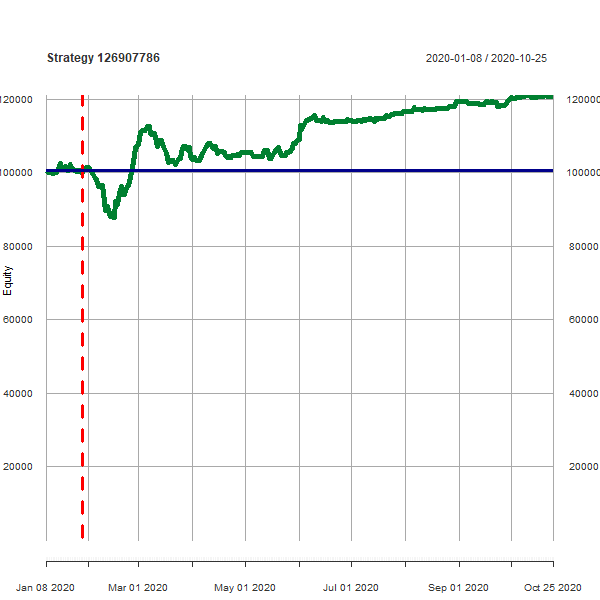 Strategy 126907786
2020-01-08 / 2020-10-25
120000
120000
100000
100000
80000
80000
Equity
60000
60000
40000
40000
20000
20000
Jan 08 2020
Mar 01 2020
May 01 2020
Jul 01 2020
Sep 01 2020
Oct 25 2020